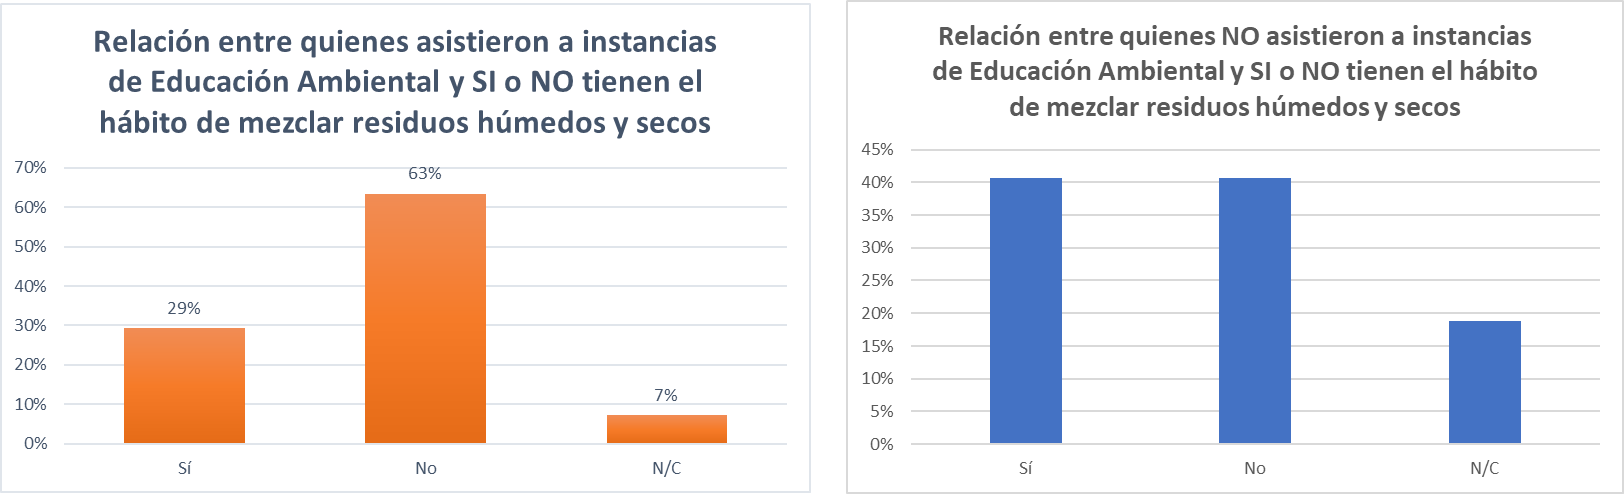 Relación entre quienes asistieron a instancias
de Educación Ambiental y SI o NO tienen el
hábito de mezclar residuos húmedos y secos
70%
60%
50%
40%
30%
20%
10%
0%
29%
63%
7%
Sí
No
N/C
Relación entre quienes NO asistieron a instancias
de Educación Ambiental y SI o NO tienen el hábito
de mezclar residuos húmedos y secos
45%
40%
35%
30%
25%
20%
15%
10%
5%
0%
Sí
No
N/C